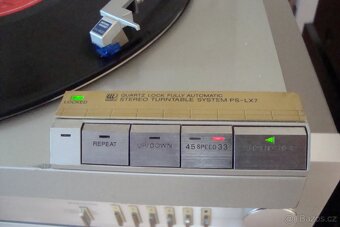 QUARTZ LOCK FULLY AUTOMATIC
STEREO TURNTABLE SYSTEM PS-LX7
LOCKED
REPEAT
UP/DOWN
45 SPEED 33